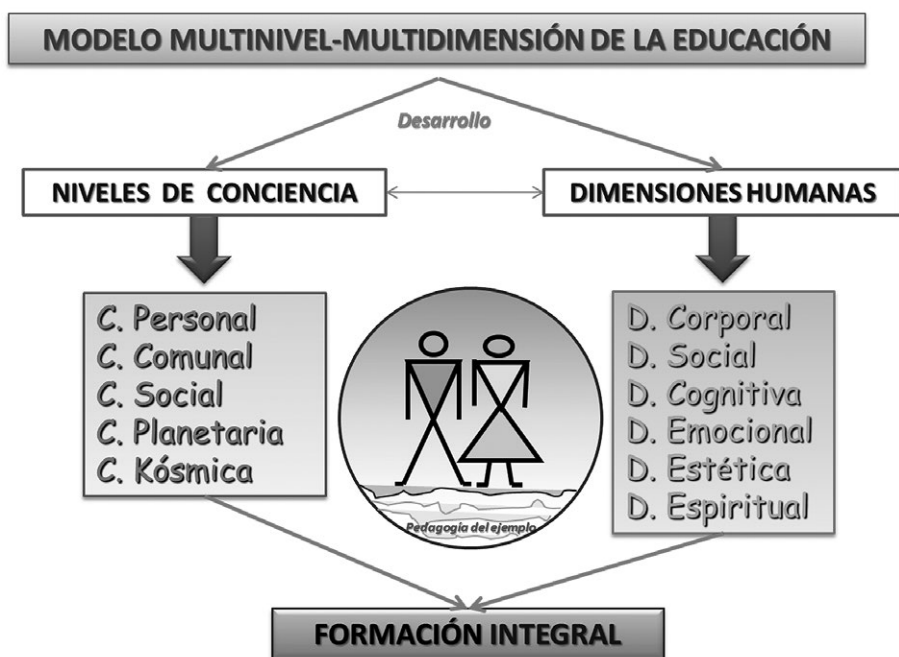 MODELO MULTINIVEL-MULTIDIMENSIÓN DE LA EDUCACIÓN
Desarrollo
NIVELES DE CONCIENCIA
DIMENSIONES HUMANAS
C. Personal
C. Comunal
C. Social
C. Planetaria
C. Kósmica
D. Corporal
D. Social
D. Cognitiva
D. Emocional
D. Estética
D. Espiritual
Pedagogía del ejemplo
FORMACIÓN INTEGRAL